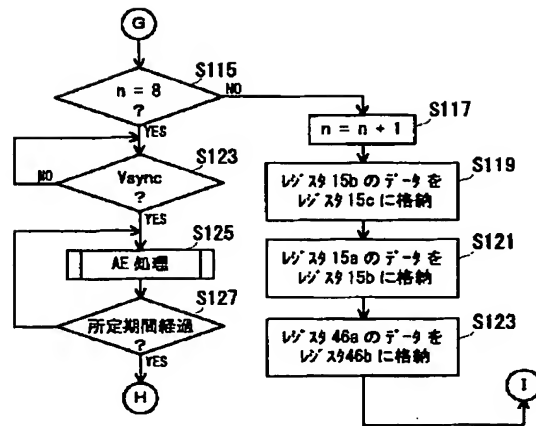 G
S115
n = 8
?
NO
YES
S117
n = n + 1
S123
Vsync
?
NO
YES
S119
レジスタ 15b のデータを
レジスタ 15c に格納
S125
AE 処理
S121
レジスタ 15a のデータを
レジスタ 15b に格納
S127
所定期間経過
?
YES
S123
レジスタ 46a のデータを
レジスタ46b に格納
H
I